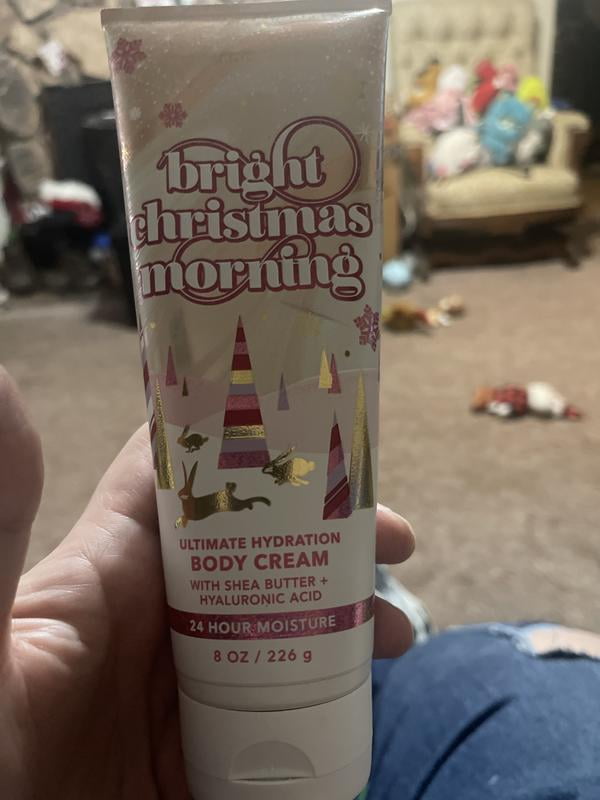 bright
christmas
morning
ULTIMATE HYDRATION
BODY CREAM
WITH SHEA BUTTER +
HYALURONIC ACID
24 HOUR MOISTURE
8 OZ / 226 g